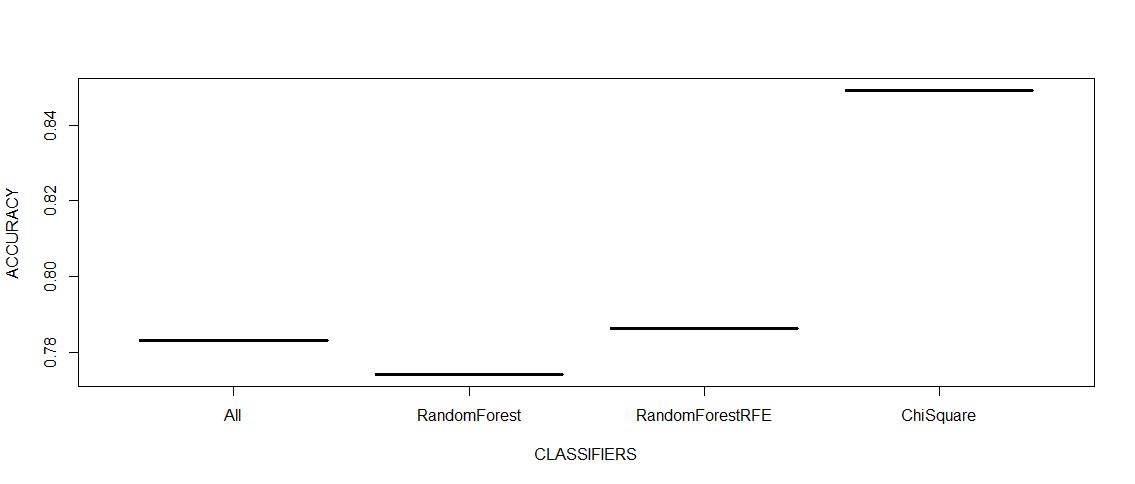 ACCURACY
0.84
0.82
0.80
0.78
All RandomForest RandomForestRFE ChiSquare
CLASSIFIERS